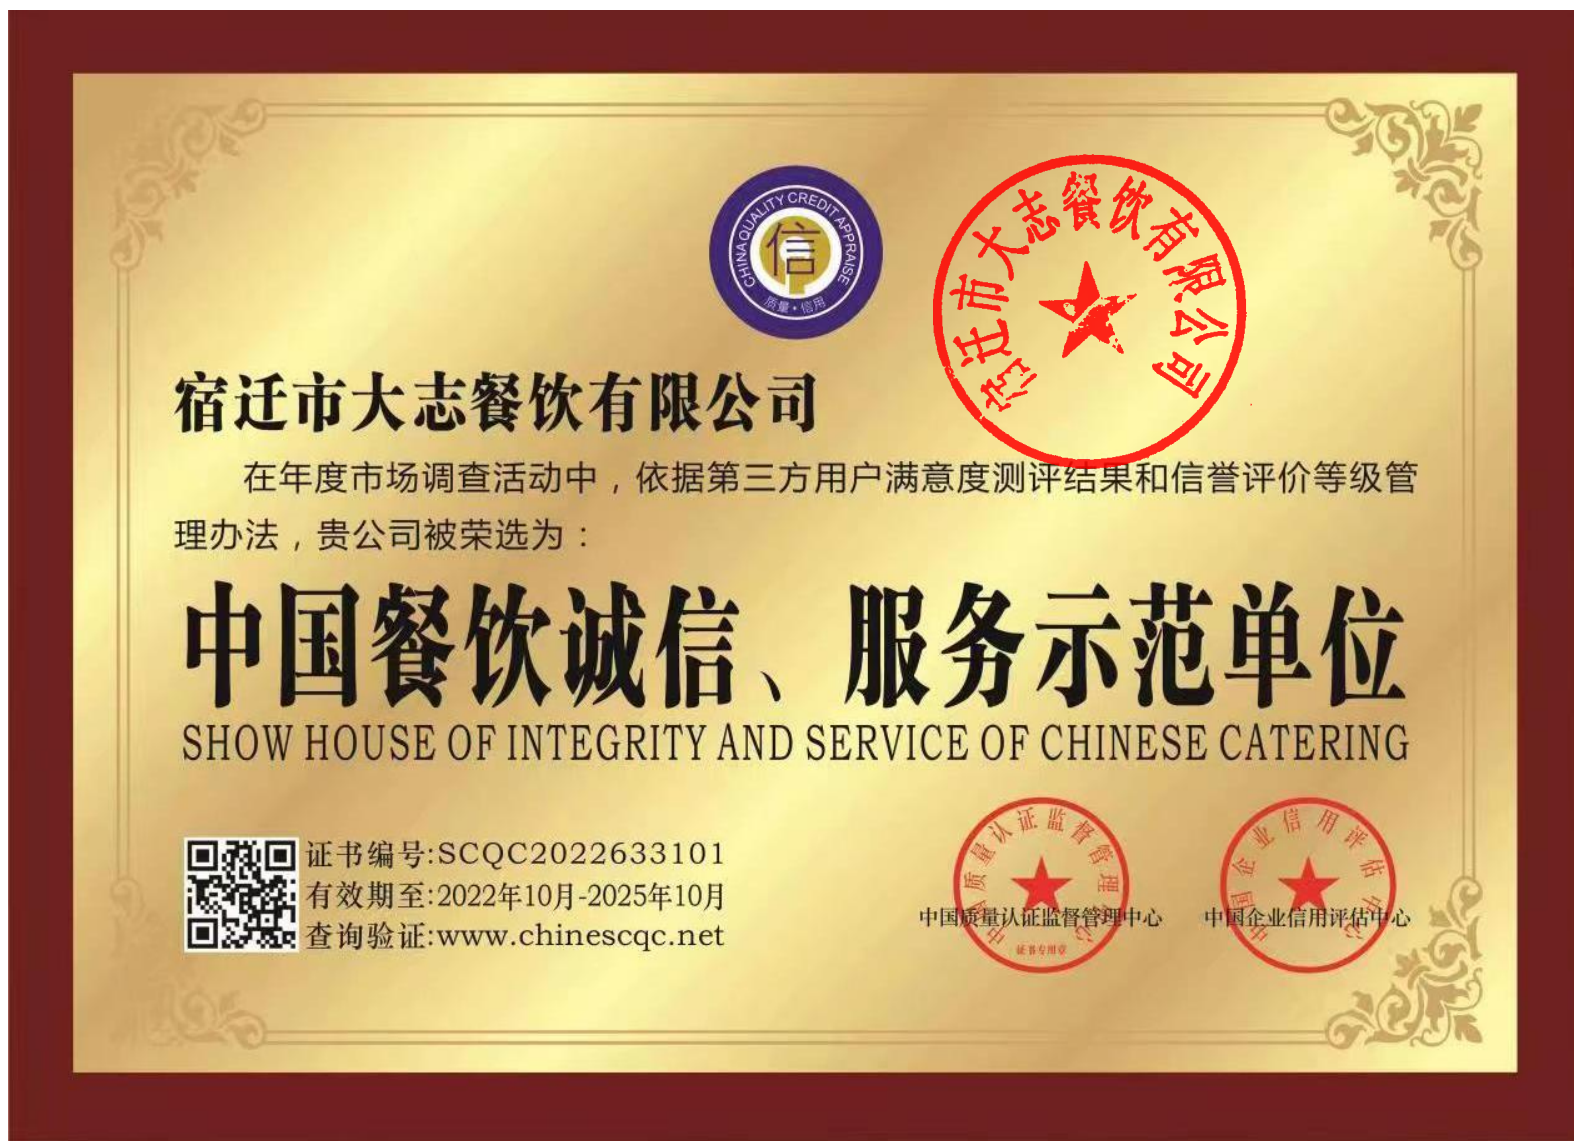 CHINA QUALITY CREDIT APPRAISE
信
质量·信用
宿迁市大志餐饮有限公司
宿迁市大志餐饮有限公司
在年度市场调查活动中，依据第三方用户满意度测评结果和信誉评价等级管
理办法，贵公司被荣选为：
中国餐饮诚信、服务示范单位
SHOW HOUSE OF INTEGRITY AND SERVICE OF CHINESE CATERING
证书编号:SCQC2022633101
有效期至:2022年10月-2025年10月
查询验证:www.chinescqc.net
中国质量认证监督管理中心
中国质量认证监督管理中心
证书专用章
中国企业信用评估中心
中国企业信用评估中心